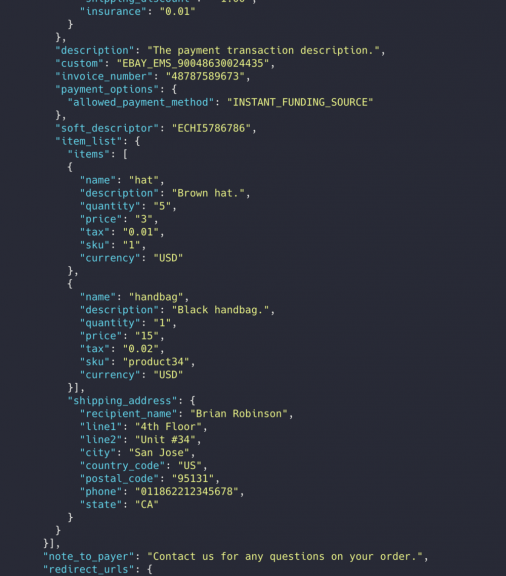 "insurance": "0.01"
}
},
"description": "The payment transaction description.",
"custom": "EBAY_EMS_90048630024435",
"invoice_number": "48787589673",
"payment_options": {
"allowed_payment_method": "INSTANT_FUNDING_SOURCE"
},
"soft_descriptor": "ECHI5786786",
"item_list": {
"items": [
{
"name": "hat",
"description": "Brown hat.",
"quantity": "5",
"price": "3",
"tax": "0.01",
"sku": "1",
"currency": "USD"
},
{
"name": "handbag",
"description": "Black handbag.",
"quantity": "1",
"price": "15",
"tax": "0.02",
"sku": "product34",
"currency": "USD"
}],
"shipping_address": {
"recipient_name": "Brian Robinson",
"line1": "4th Floor",
"line2": "Unit #34",
"city": "San Jose",
"country_code": "US",
"postal_code": "95131",
"phone": "011862212345678",
"state": "CA"
}
}
}],
"note_to_payer": "Contact us for any questions on your order.",
"redirect_urls": {